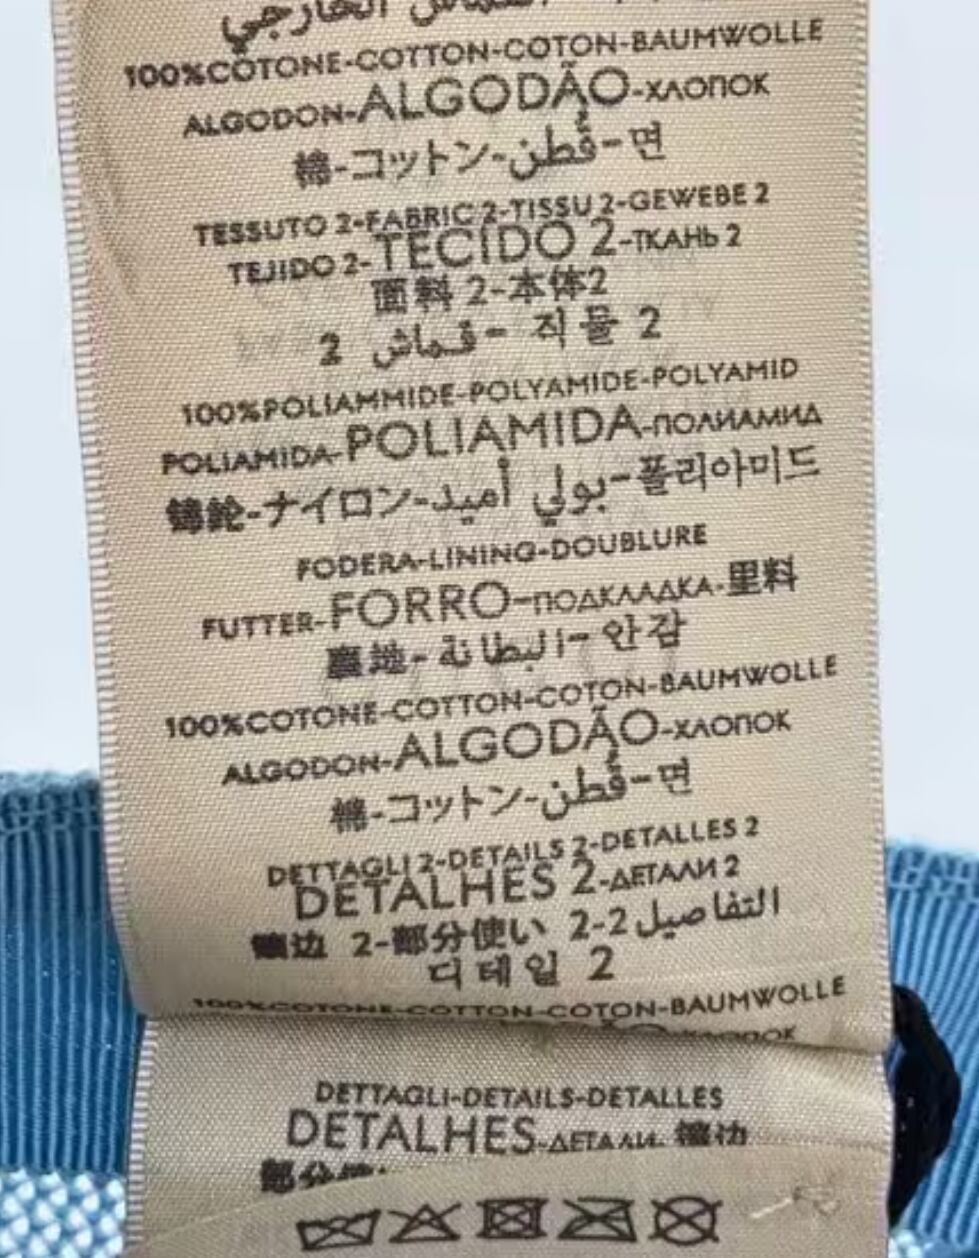 القماش الخارجي
100%COTONE-COTTON-COTON-BAUMWOLLE
ALGODON-ALGODÃO-ХЛОПОК
棉-コットン-قُطن-면
TESSUTO 2-FABRIC 2-TISSU 2-GEWEBE 2
TEJIDO 2-TECIDO 2-ТКАНЬ 2
面料 2-本体2
2 قماش - 직물 2
100%POLIAMMIDE-POLYAMIDE-POLYAMID
POLIAMIDA-POLIAMIDA-ПОЛИАМИД
锦纶-ナイロン-بولي أميد-폴리아미드
FODERA-LINING-DOUBLURE
FUTTER-FORRO-ПОДКЛАДКА-里料
裏地-البطانة-안감
100%COTONE-COTTON-COTON-BAUMWOLLE
ALGODON-ALGODÃO-ХЛОПОК
棉-コットン-قُطن-면
DETTAGLI 2-DETAILS 2-DETALLES 2
DETALHES 2-ДЕТАЛИ 2
镶边 2-部分使い 2-2 التفاصيل
디테일 2
100%COTONE-COTTON-COTON-BAUMWOLLE
ХЛОПОК
DETTAGLI-DETAILS-DETALLES
DETALHES-ДЕТАЛИ-镶边
部分使い